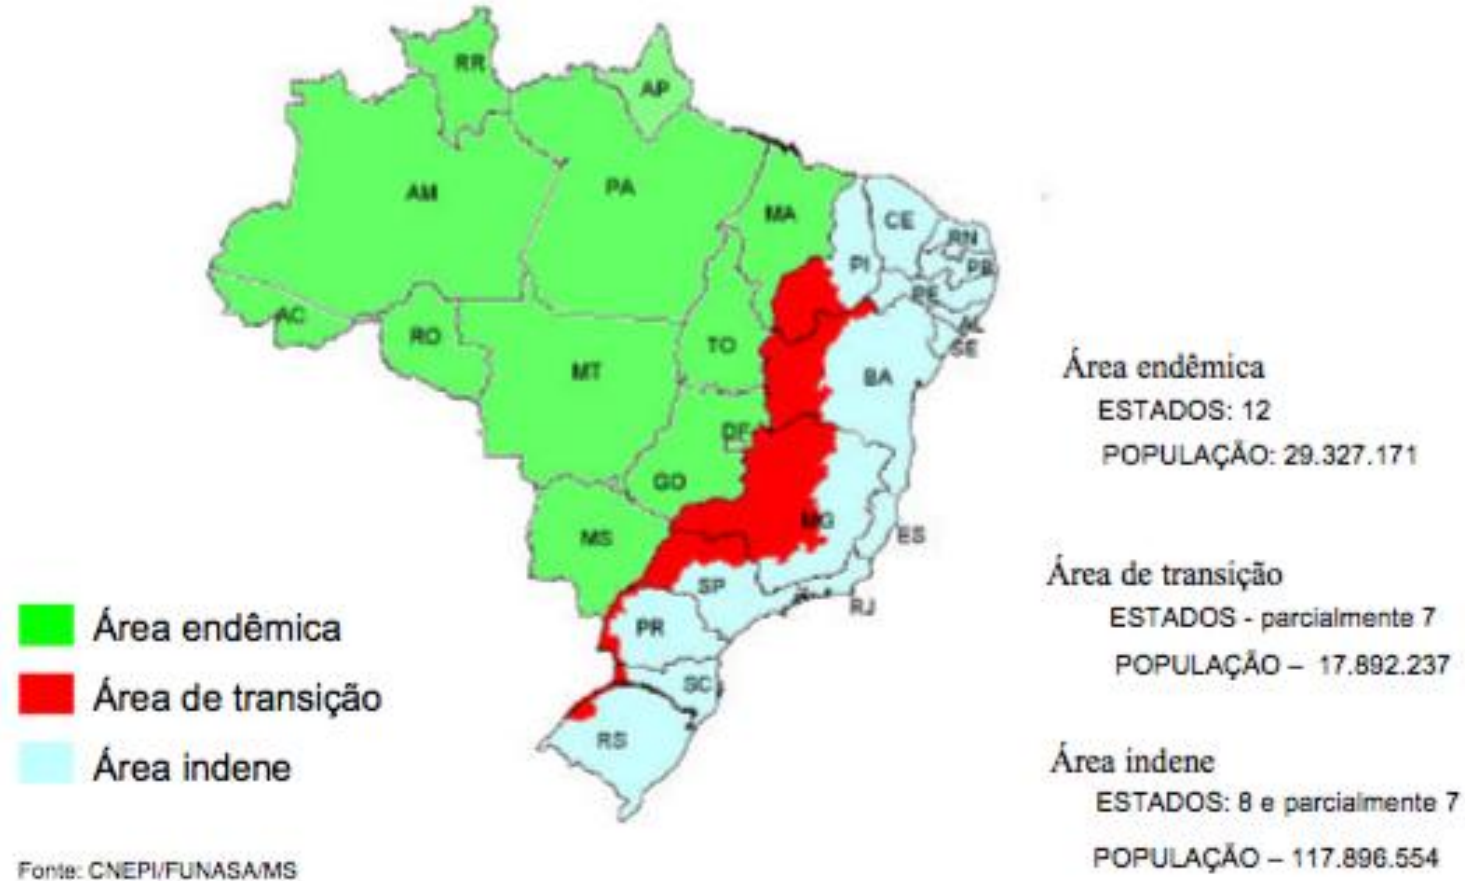 RR
AP
AM
PA
MA
CE
RN
PB
PI
PE
AC
RO
TO
AL
SE
MT
BA
DF
GO
MG
ES
MS
SP
RJ
PR
SC
RS
Área endêmica
Área de transição
Área indene
Fonte: CNEPI/FUNASA/MS
Área endêmica
ESTADOS: 12
POPULAÇÃO: 29.327.171
Área de transição
ESTADOS - parcialmente 7
POPULAÇÃO – 17.892.237
Área indene
ESTADOS: 8 e parcialmente 7
POPULAÇÃO – 117.896.554